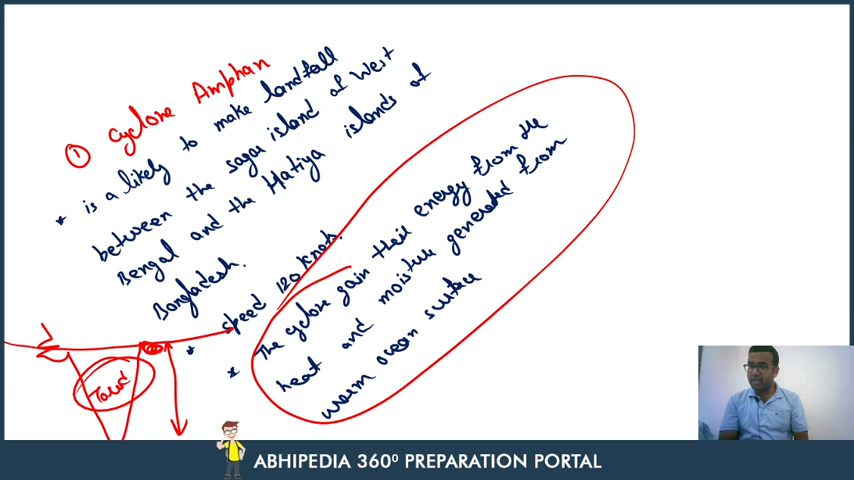 ① Cyclone Amphan
* is a likely to make landfall
between the sagar island of West
Bengal and the Hatiya islands of
Bangladesh.
* speed 120 knots.
* The cyclone gain their energy from the
heat and moisture generated from
warm ocean surface
ABHIPEDIA 360⁰ PREPARATION PORTAL